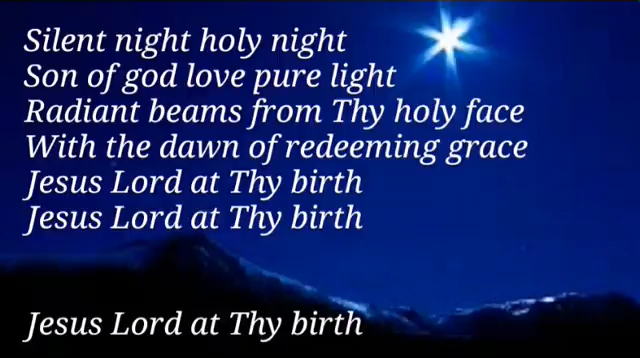 Silent night holy night
Son of god love pure light
Radiant beams from Thy holy face
With the dawn of redeeming grace
Jesus Lord at Thy birth
Jesus Lord at Thy birth
Jesus Lord at Thy birth